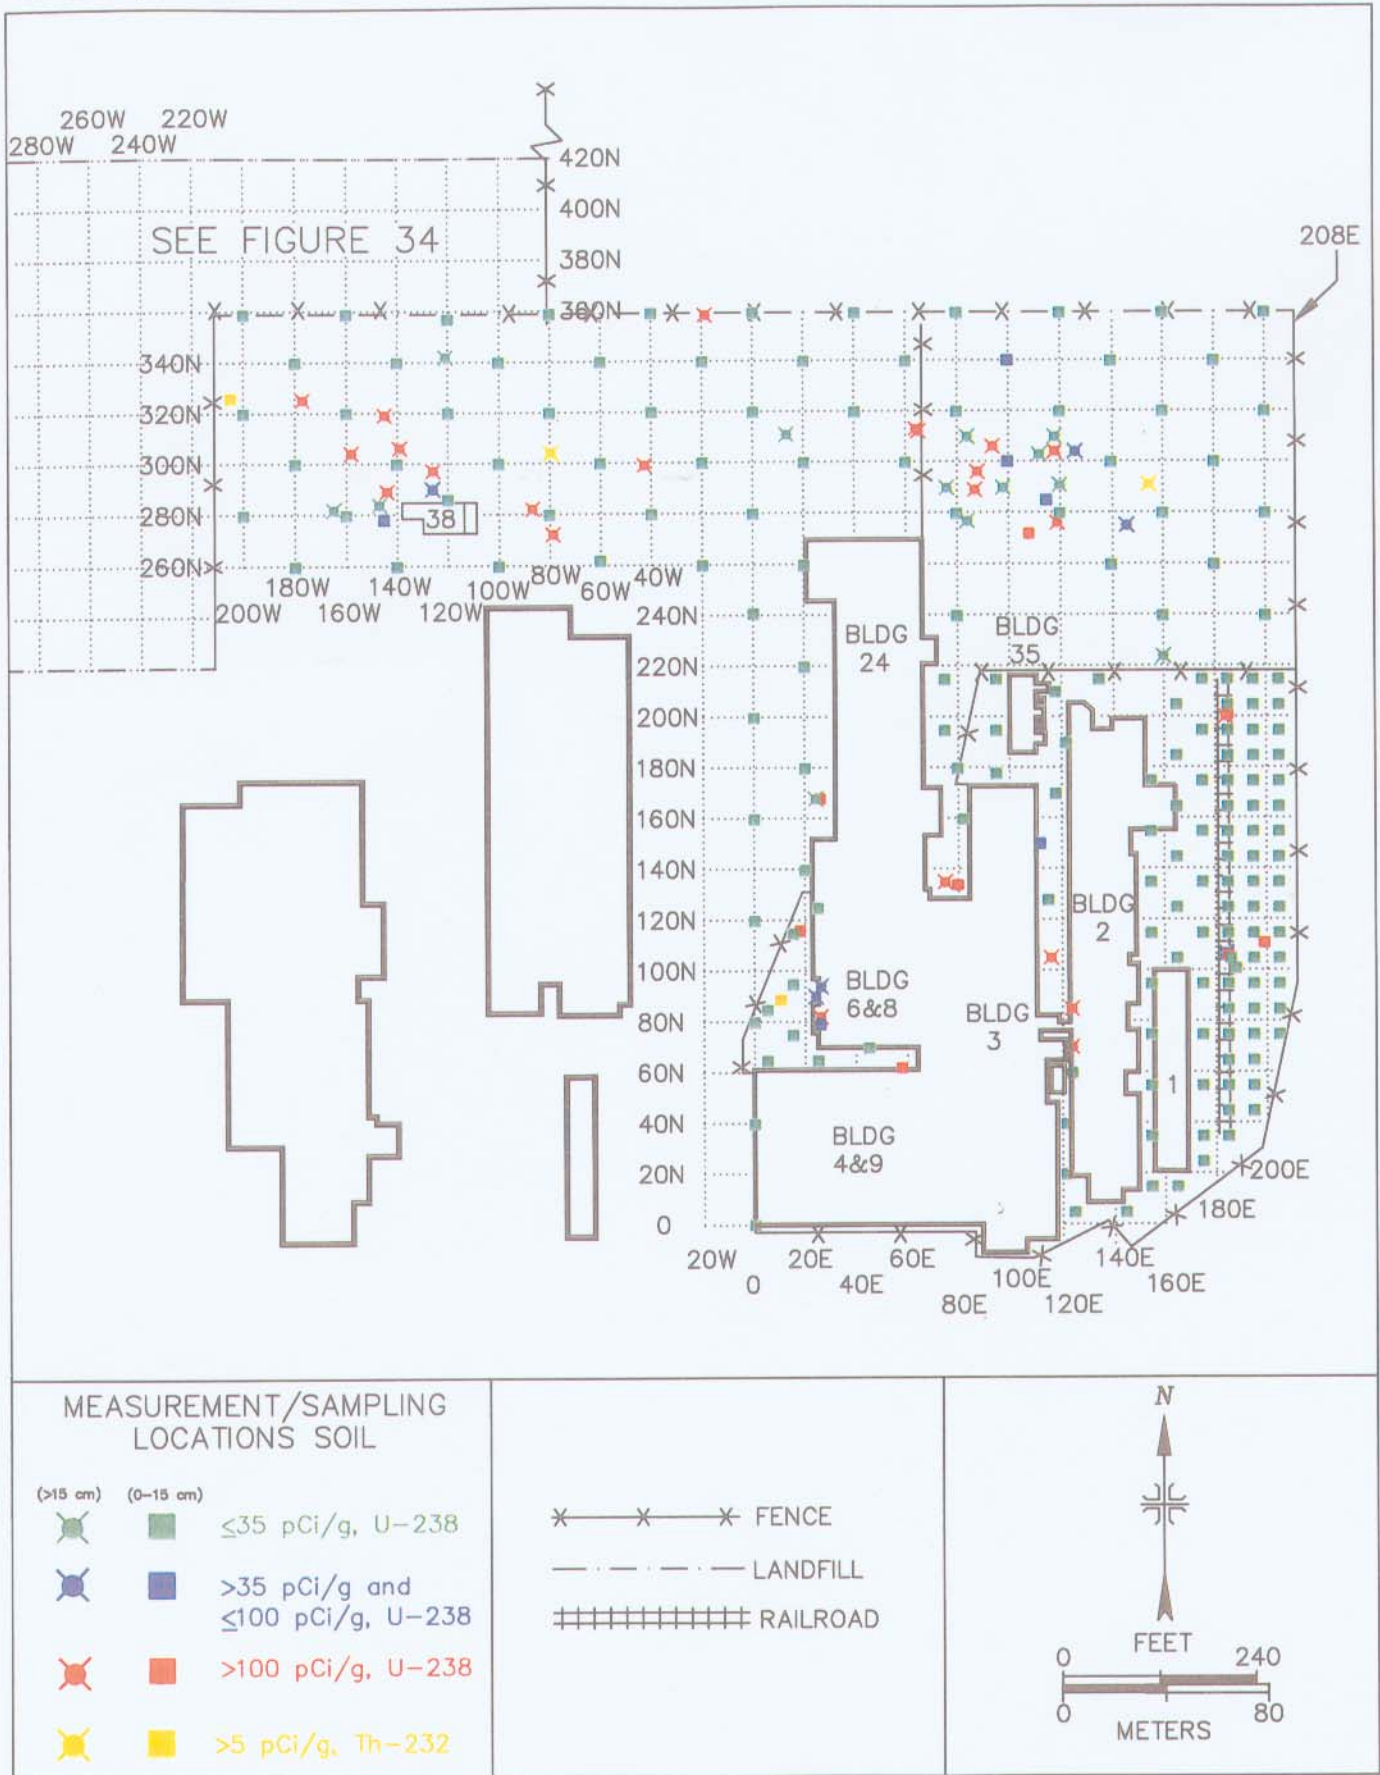 260W 220W
280W 240W
420N
400N
SEE FIGURE 34
380N
208E
360N
340N
320N
300N
280N
38
260N
180W 140W 100W 80W 40W
200W 160W 120W 60W
240N
BLDG
24
BLDG
35
220N
200N
180N
160N
140N
120N
BLDG
2
100N
BLDG
6&8
80N
BLDG
3
60N
1
40N
BLDG
4&9
20N
200E
0
180E
20W 20E 60E 100E 140E
0 40E 80E 120E 160E
MEASUREMENT/SAMPLING
LOCATIONS SOIL
(>15 cm) (0-15 cm)
≤35 pCi/g, U-238
>35 pCi/g and
≤100 pCi/g, U-238
>100 pCi/g, U-238
>5 pCi/g, Th-232
FENCE
LANDFILL
RAILROAD
N
FEET
0 240
0 80
METERS